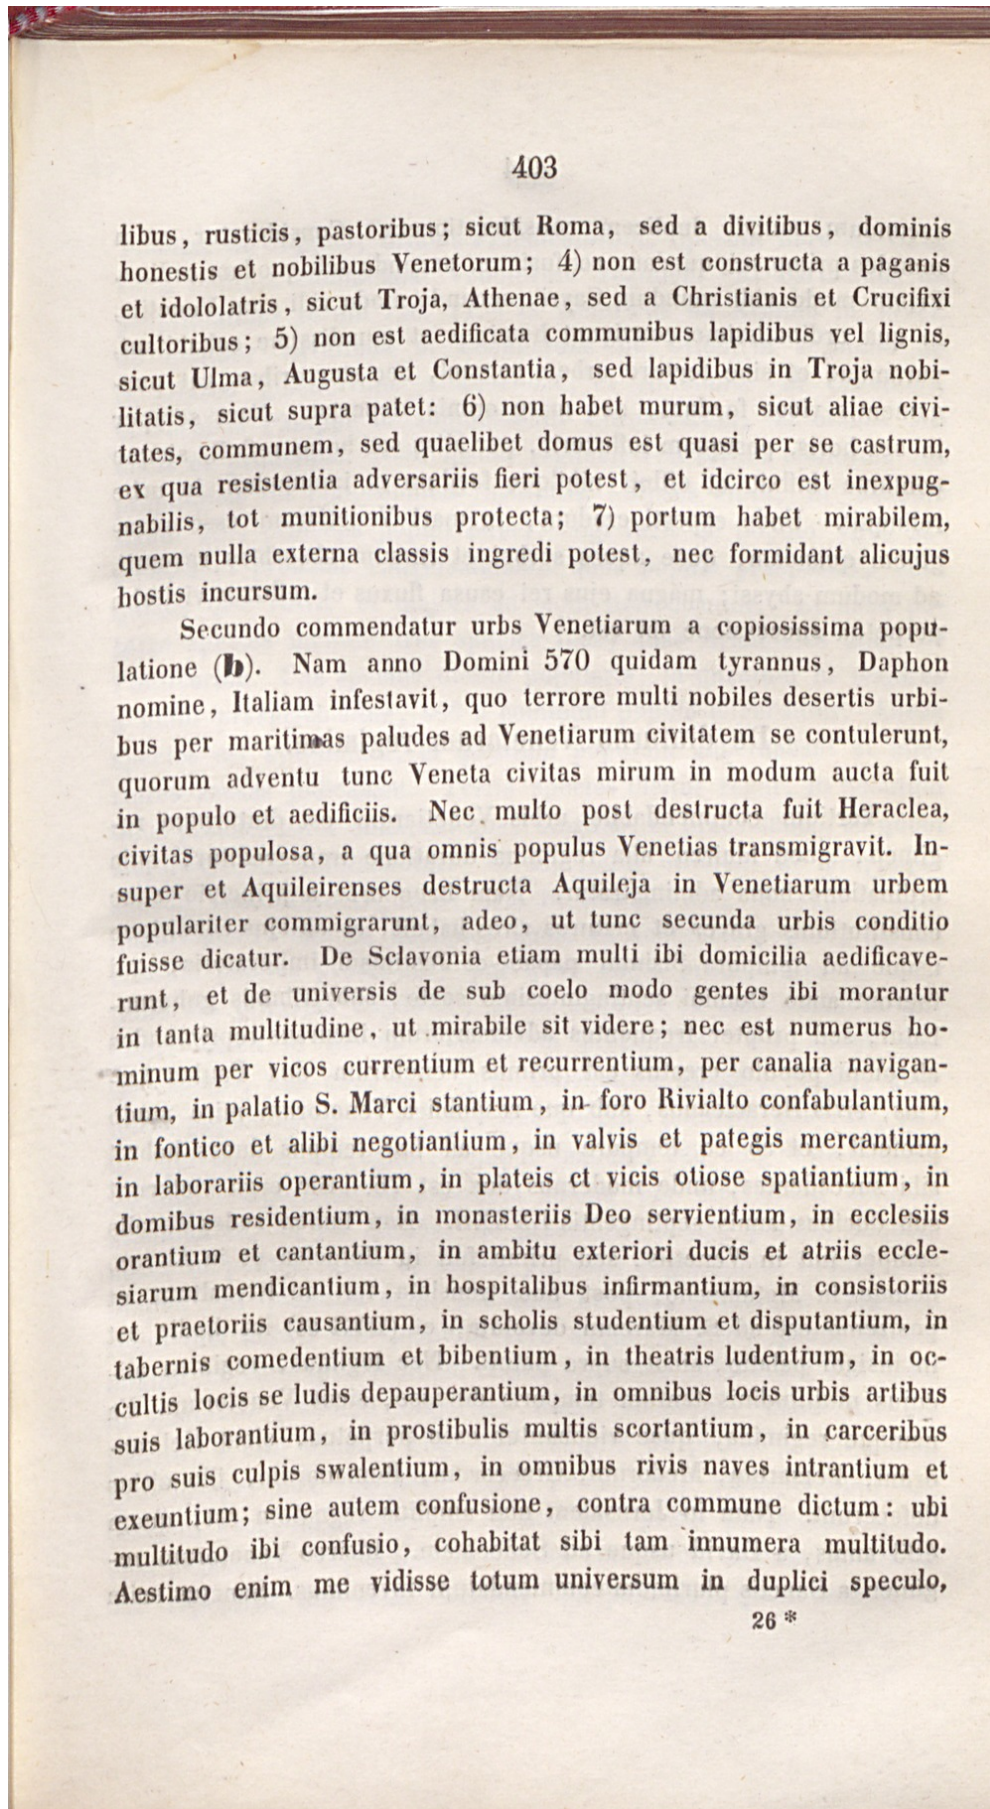 403
libus, rusticis, pastoribus; sicut Roma, sed a divitibus, dominis
honestis et nobilibus Venetorum; 4) non est constructa a paganis
et idololatris, sicut Troja, Athenae, sed a Christianis et Crucifixi
cultoribus; 5) non est aedificata communibus lapidibus vel lignis,
sicut Ulma, Augusta et Constantia, sed lapidibus in Troja nobi-
litatis, sicut supra patet: 6) non habet murum, sicut aliae civi-
tates, communem, sed quaelibet domus est quasi per se castrum,
ex qua resistentia adversariis fieri potest, et idcirco est inexpug-
nabilis, tot munitionibus protecta; 7) portum habet mirabilem,
quem nulla externa classis ingredi potest, nec formidant alicujus
hostis incursum.
Secundo commendatur urbs Venetiarum a copiosissima popu-
latione (b). Nam anno Domini 570 quidam tyrannus, Daphon
nomine, Italiam infestavit, quo terrore multi nobiles desertis urbi-
bus per maritimas paludes ad Venetiarum civitatem se contulerunt,
quorum adventu tunc Veneta civitas mirum in modum aucta fuit
in populo et aedificiis. Nec multo post destructa fuit Heraclea,
civitas populosa, a qua omnis populus Venetias transmigravit. In-
super et Aquileirenses destructa Aquileja in Venetiarum urbem
populariter commigrarunt, adeo, ut tunc secunda urbis conditio
fuisse dicatur. De Sclavonia etiam multi ibi domicilia aedificave-
runt, et de universis de sub coelo modo gentes ibi morantur
in tanta multitudine, ut mirabile sit videre; nec est numerus ho-
minum per vicos currentium et recurrentium, per canalia navigan-
tium, in palatio S. Marci stantium, in foro Rivialto confabulantium,
in fontico et alibi negotiantium, in valvis et pategis mercantium,
in laborariis operantium, in plateis et vicis otiose spatiantium, in
domibus residentium, in monasteriis Deo servientium, in ecclesiis
orantium et cantantium, in ambitu exteriori ducis et atriis eccle-
siarum mendicantium, in hospitalibus infirmantium, in consistoriis
et praetoriis causantium, in scholis studentium et disputantium, in
tabernis comedentium et bibentium, in theatris ludentium, in oc-
cultis locis se ludis depauperantium, in omnibus locis urbis artibus
suis laborantium, in prostibulis multis scortantium, in carceribus
pro suis culpis swalentium, in omnibus rivis naves intrantium et
exeuntium; sine autem confusione, contra commune dictum: ubi
multitudo ibi confusio, cohabitat sibi tam innumera multitudo.
Aestimo enim me vidisse totum universum in duplici speculo,
26 *